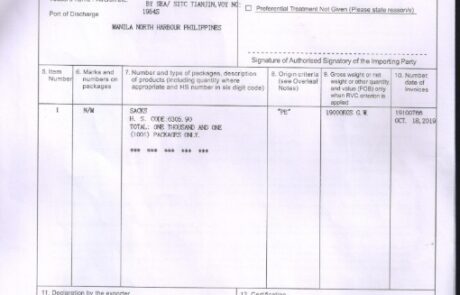 BY SEA/ SITC TIANJIN,VOY NO:
1984S
Port of Discharge
MANILA NORTH HARBOUR PHILIPPINES
Preferential Treatment Not Given (Please state reason/s)
Signature of Authorised Signatory of the Importing Party
5. Item Number
6. Marks and numbers on packages
7. Number and type of packages, description of products (including quantity where appropriate and HS number in six digit code)
8. Origin criteria (see Overleaf Notes)
9. Gross weight or net weight or other quantity, and value (FOB) only when RVC criterion is applied
10. Number date of invoices
1
N/M
SACKS
H. S. CODE:6305.90
TOTAL: ONE THOUSAND AND ONE
(1001) PACKAGES ONLY.
*** *** *** ***
"PE"
19000KGS G.W.
19100766
OCT. 18,2019
11. Declaration by the exporter
12. Certification